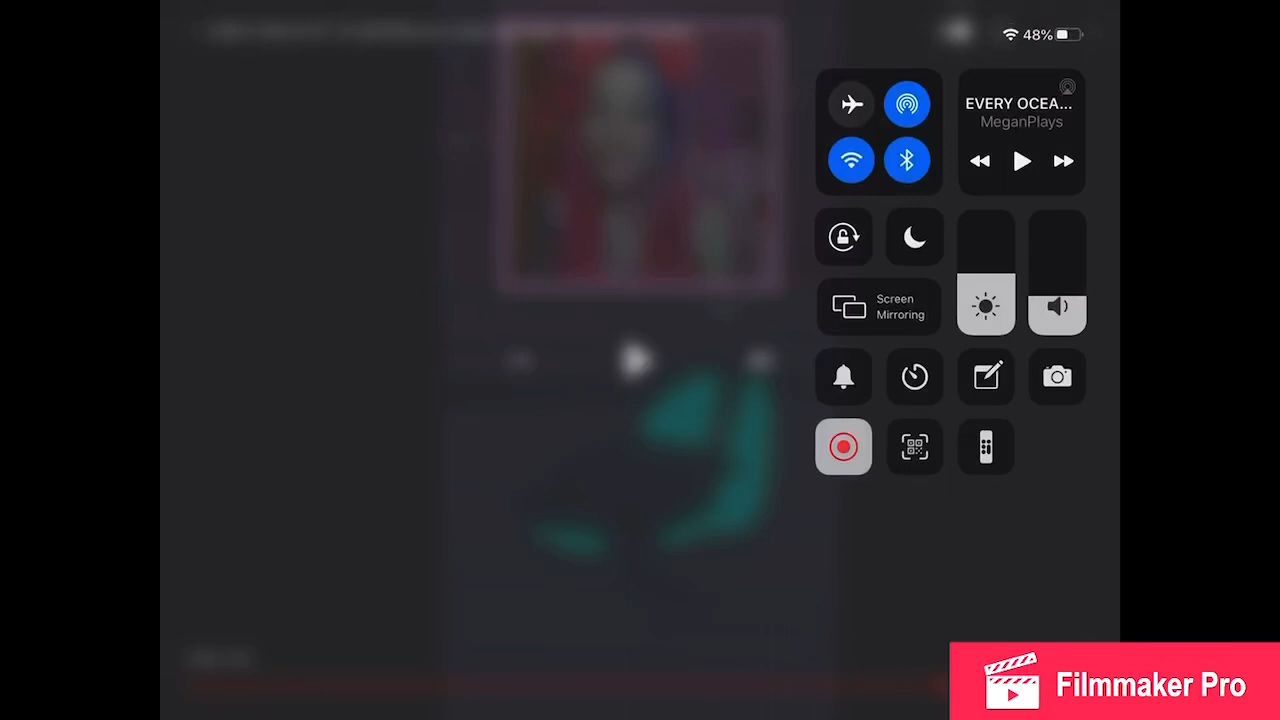 48%
EVERY OCEA...
MeganPlays
Screen
Mirroring
Filmmaker Pro